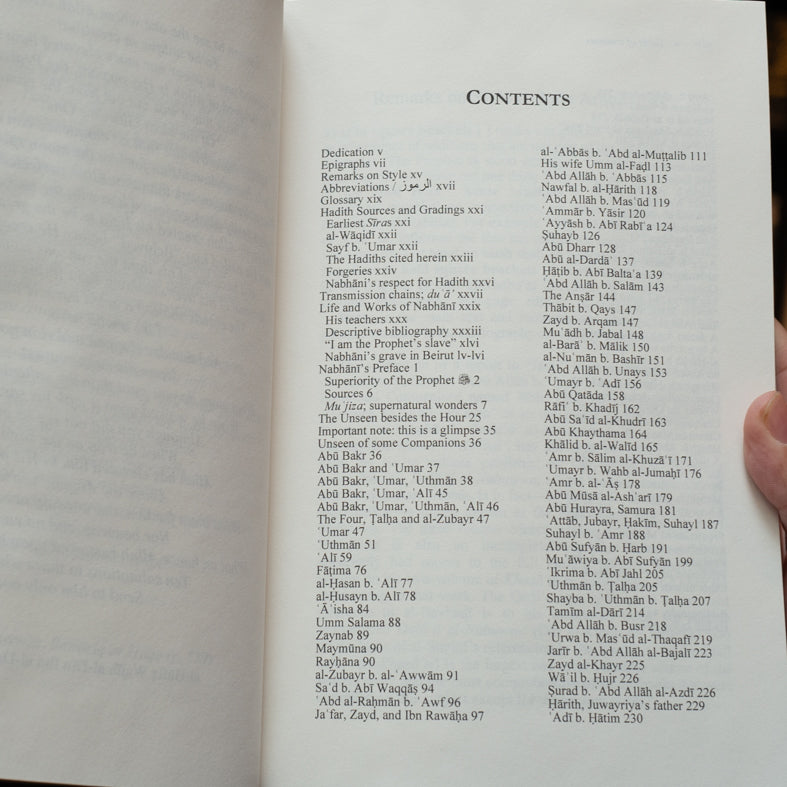 CONTENTS
Dedication v
Epigraphs vii
Remarks on Style xv
Abbreviations / الرموز xvii
Glossary xix
Hadith Sources and Gradings xxi
Earliest Sīras xxi
al-Wāqidī xxii
Sayf b. ʿUmar xxii
The Hadiths cited herein xxiii
Forgeries xxiv
Nabhānī's respect for Hadith xxvi
Transmission chains; duʿāʾ xxvii
Life and Works of Nabhānī xxix
His teachers xxx
Descriptive bibliography xxxiii
“I am the Prophet's slave” xlvi
Nabhānī's grave in Beirut lv-lvi
Nabhānī's Preface 1
Superiority of the Prophet ﷺ 2
Sources 6
Muʿjiza; supernatural wonders 7
The Unseen besides the Hour 25
Important note: this is a glimpse 35
Unseen of some Companions 36
Abū Bakr 36
Abū Bakr and ʿUmar 37
Abū Bakr, ʿUmar, ʿUthmān 38
Abū Bakr, ʿUmar, ʿAlī 45
Abū Bakr, ʿUmar, ʿUthmān, ʿAlī 46
The Four, Ṭalḥa and al-Zubayr 47
ʿUmar 47
ʿUthmān 51
ʿAlī 59
Fāṭima 76
al-Ḥasan b. ʿAlī 77
al-Ḥusayn b. ʿAlī 78
ʿĀʾisha 84
Umm Salama 88
Zaynab 89
Maymūna 90
Rayḥāna 90
al-Zubayr b. al-ʿAwwām 91
Saʿd b. Abī Waqqāṣ 94
ʿAbd al-Raḥmān b. ʿAwf 96
Jaʿfar, Zayd, and Ibn Rawāḥa 97
al-ʿAbbās b. ʿAbd al-Muṭṭalib 111
His wife Umm al-Faḍl 113
ʿAbd Allāh b. ʿAbbās 115
Nawfal b. al-Ḥārith 118
ʿAbd Allāh b. Masʿūd 119
ʿAmmār b. Yāsir 120
ʿAyyāsh b. Abī Rabīʿa 124
Ṣuhayb 126
Abū Dharr 128
Abū al-Dardāʾ 137
Ḥāṭib b. Abī Baltaʿa 139
ʿAbd Allāh b. Salām 143
The Anṣār 144
Thābit b. Qays 147
Zayd b. Arqam 147
Muʿādh b. Jabal 148
al-Barāʾ b. Mālik 150
al-Nuʿmān b. Bashīr 151
ʿAbd Allāh b. Unays 153
ʿUmayr b. ʿAdī 156
Abū Qatāda 158
Rāfiʿ b. Khadīj 162
Abū Saʿīd al-Khudrī 163
Abū Khaythama 164
Khālid b. al-Walīd 165
ʿAmr b. Sālim al-Khuzāʿī 171
ʿUmayr b. Wahb al-Jumaḥī 176
ʿAmr b. al-ʿĀṣ 178
Abū Mūsā al-Ashʿarī 179
Abū Hurayra, Samura 181
ʿAttāb, Jubayr, Ḥakīm, Suhayl 187
Suhayl b. ʿAmr 188
Abū Sufyān b. Ḥarb 191
Muʿāwiya b. Abī Sufyān 199
ʿIkrima b. Abī Jahl 205
ʿUthmān b. Ṭalḥa 205
Shayba b. ʿUthmān b. Ṭalḥa 207
Tamīm al-Dārī 214
ʿAbd Allāh b. Busr 218
ʿUrwa b. Masʿūd al-Thaqafī 219
Jarīr b. ʿAbd Allāh al-Bajalī 223
Zayd al-Khayr 225
Wāʾil b. Ḥujr 226
Ṣurad b. ʿAbd Allāh al-Azdī 226
Ḥārith, Juwayriya's father 229
ʿAdī b. Ḥātim 230